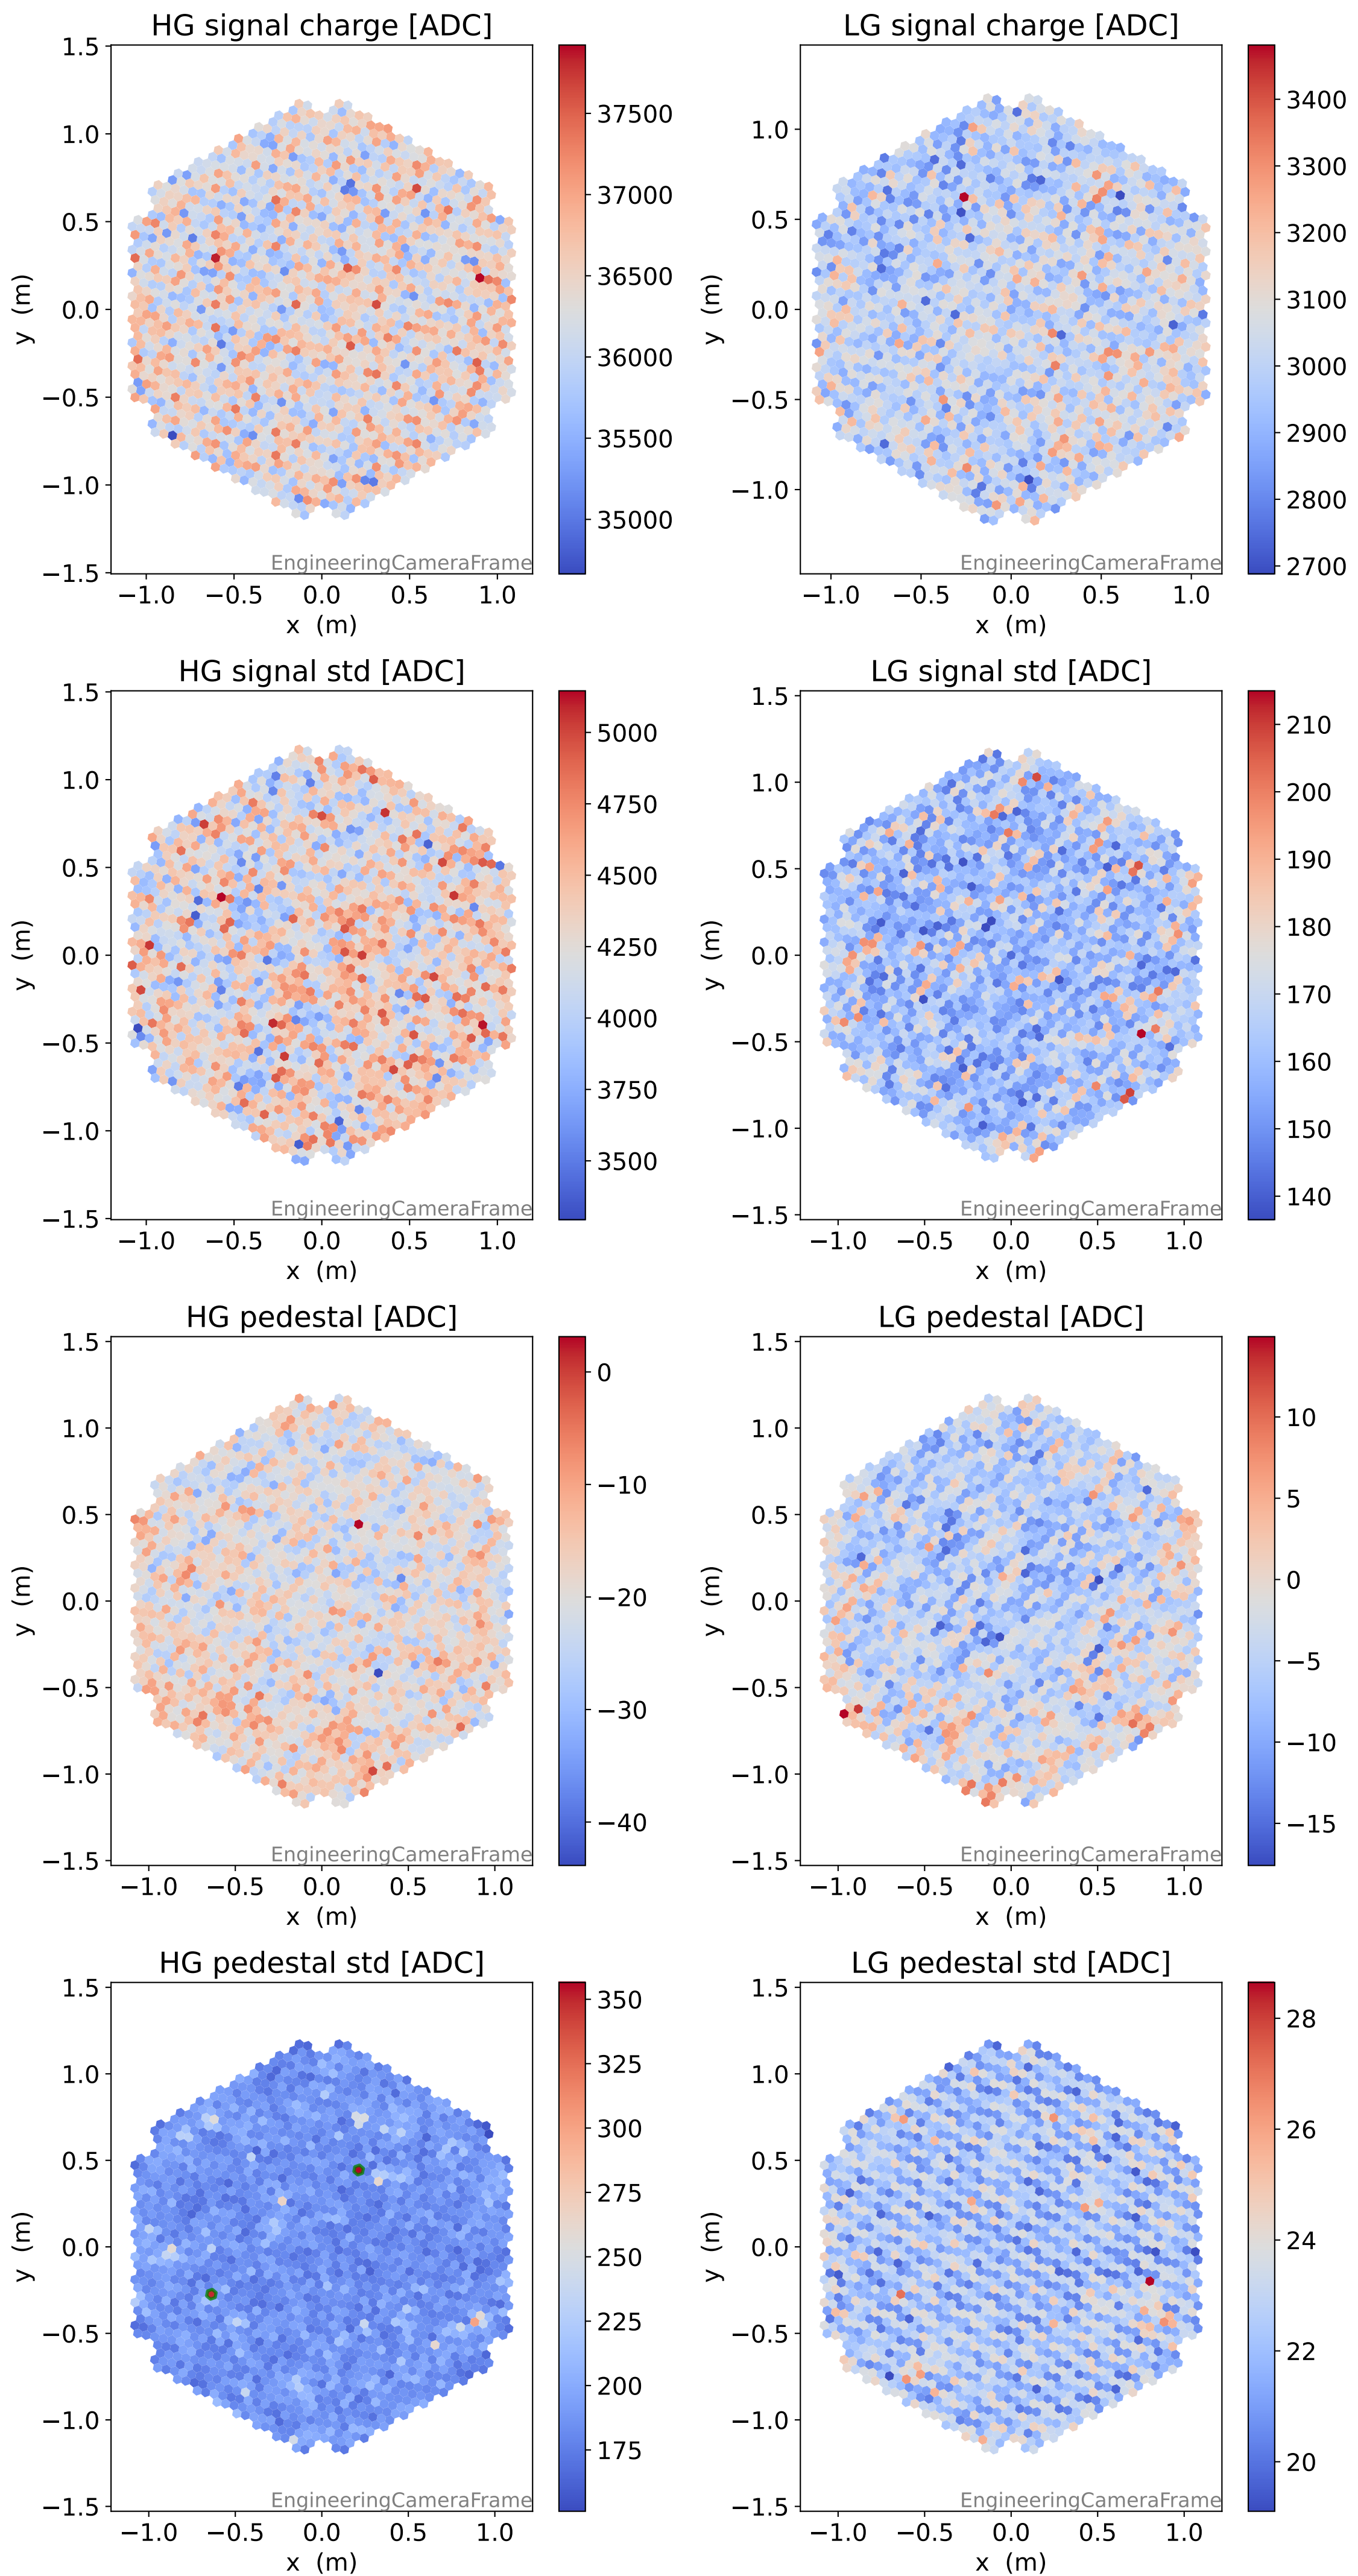 HG signal charge [ADC]
1.5
1.0
0.5
0.0
−0.5
−1.0
−1.5
y (m)
−1.0 −0.5 0.0 0.5 1.0
x (m)
EngineeringCameraFrame
37500
37000
36500
36000
35500
35000
LG signal charge [ADC]
1.0
0.5
0.0
−0.5
−1.0
y (m)
−1.0 −0.5 0.0 0.5 1.0
x (m)
EngineeringCameraFrame
3400
3300
3200
3100
3000
2900
2800
2700
HG signal std [ADC]
1.5
1.0
0.5
0.0
−0.5
−1.0
−1.5
y (m)
−1.0 −0.5 0.0 0.5 1.0
x (m)
EngineeringCameraFrame
5000
4750
4500
4250
4000
3750
3500
LG signal std [ADC]
1.5
1.0
0.5
0.0
−0.5
−1.0
−1.5
y (m)
−1.0 −0.5 0.0 0.5 1.0
x (m)
EngineeringCameraFrame
210
200
190
180
170
160
150
140
HG pedestal [ADC]
1.5
1.0
0.5
0.0
−0.5
−1.0
−1.5
y (m)
−1.0 −0.5 0.0 0.5 1.0
x (m)
EngineeringCameraFrame
0
−10
−20
−30
−40
LG pedestal [ADC]
1.5
1.0
0.5
0.0
−0.5
−1.0
−1.5
y (m)
−1.0 −0.5 0.0 0.5 1.0
x (m)
EngineeringCameraFrame
10
5
0
−5
−10
−15
HG pedestal std [ADC]
1.5
1.0
0.5
0.0
−0.5
−1.0
−1.5
y (m)
−1.0 −0.5 0.0 0.5 1.0
x (m)
EngineeringCameraFrame
350
325
300
275
250
225
200
175
LG pedestal std [ADC]
1.5
1.0
0.5
0.0
−0.5
−1.0
−1.5
y (m)
−1.0 −0.5 0.0 0.5 1.0
x (m)
EngineeringCameraFrame
28
26
24
22
20